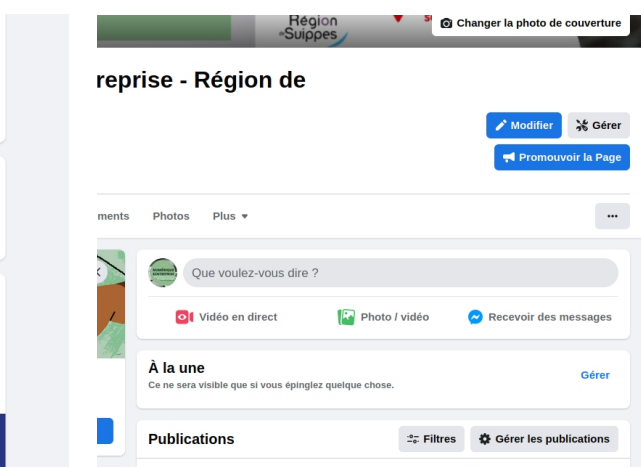 Région
de Suippes
Changer la photo de couverture
reprise - Région de
Modifier
Gérer
Promouvoir la Page
ments
Photos
Plus
Que voulez-vous dire ?
Vidéo en direct
Photo / vidéo
Recevoir des messages
À la une
Ce ne sera visible que si vous épinglez quelque chose.
Gérer
Publications
Filtres
Gérer les publications